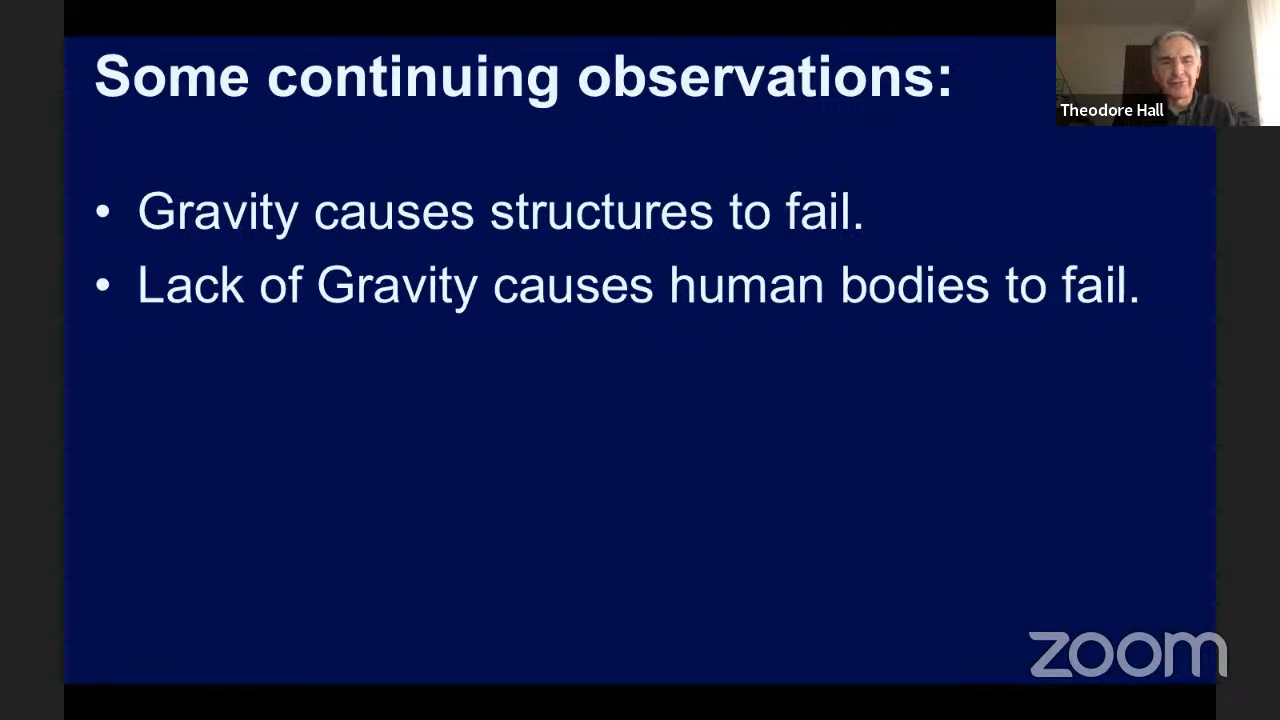 Some continuing observations:
Theodore Hall
• Gravity causes structures to fail.
• Lack of Gravity causes human bodies to fail.
zoom